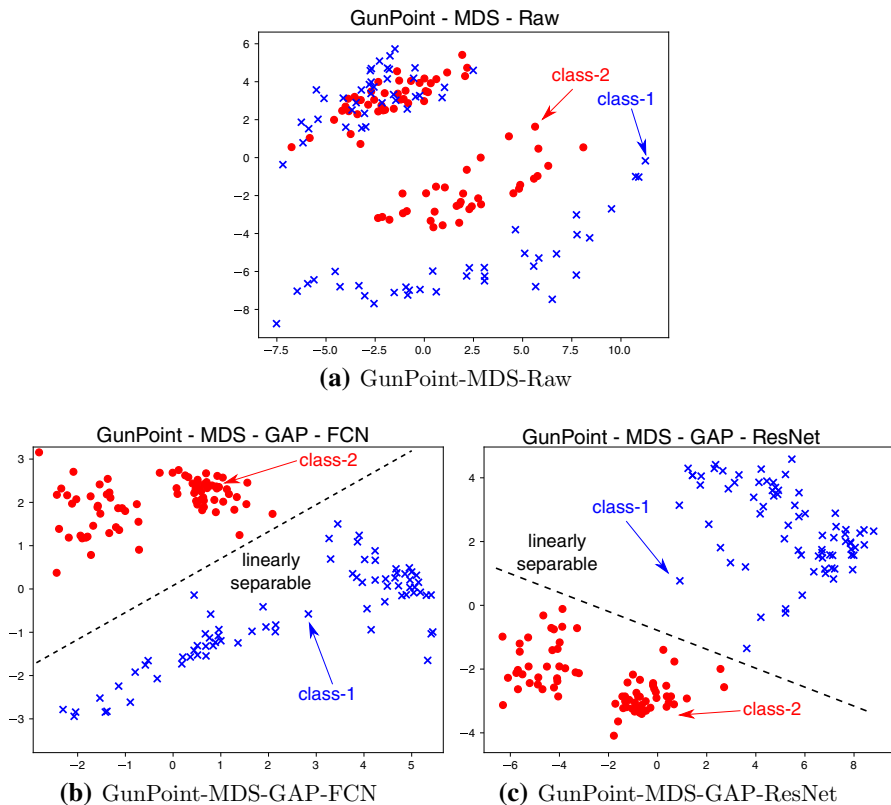 GunPoint - MDS - Raw
6
4
2
0
−2
−4
−6
−8
class-2
class-1
−7.5 −5.0 −2.5 0.0 2.5 5.0 7.5 10.0
(a) GunPoint-MDS-Raw
GunPoint - MDS - GAP - FCN
3
2
1
0
−1
−2
−3
class-2
linearly
separable
class-1
−2 −1 0 1 2 3 4 5
(b) GunPoint-MDS-GAP-FCN
GunPoint - MDS - GAP - ResNet
4
2
0
−2
−4
class-1
linearly
separable
class-2
−6 −4 −2 0 2 4 6 8
(c) GunPoint-MDS-GAP-ResNet